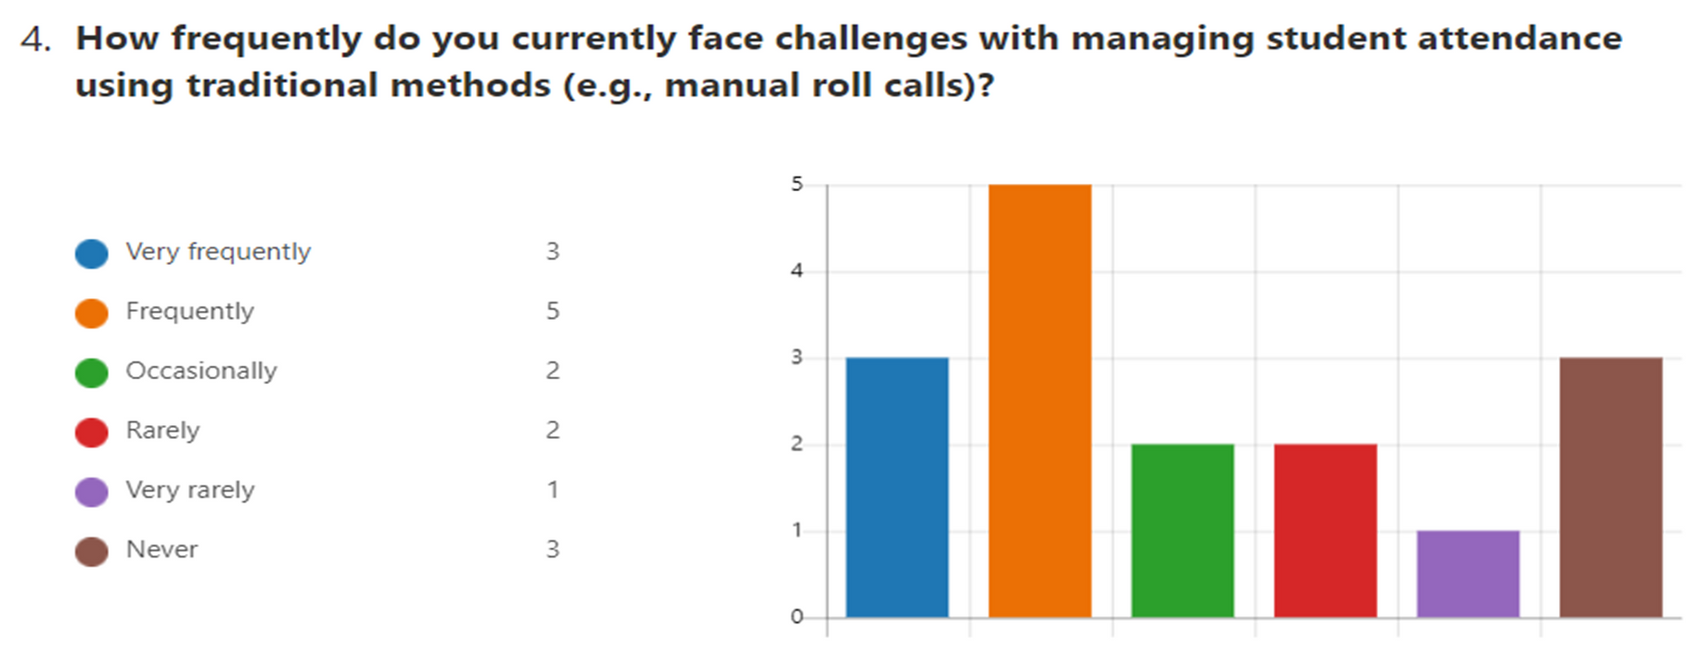 4. How frequently do you currently face challenges with managing student attendance
using traditional methods (e.g., manual roll calls)?
Very frequently 3
Frequently 5
Occasionally 2
Rarely 2
Very rarely 1
Never 3
5
4
3
2
1
0